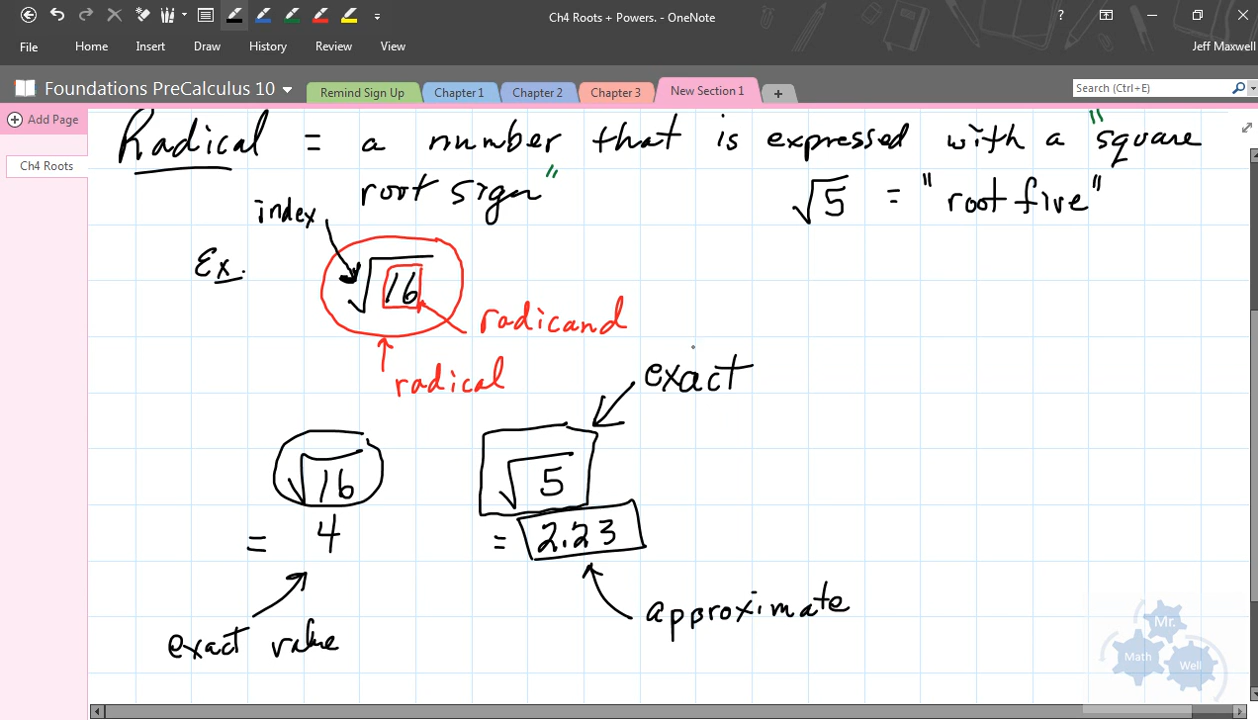 Ch4 Roots + Powers. - OneNote
?
File Home Insert Draw History Review View
Jeff Maxwell
Foundations PreCalculus 10
Remind Sign Up Chapter 1 Chapter 2 Chapter 3 New Section 1 +
Search (Ctrl+E)
Add Page
Ch4 Roots
Radical = a number that is expressed with a "square
root sign"
√5 = "root five"
index
Ex.
√16
radicand
radical
exact
√16
√5
= 4
= 2.23
exact value
approximate
Mr.
Math
Well